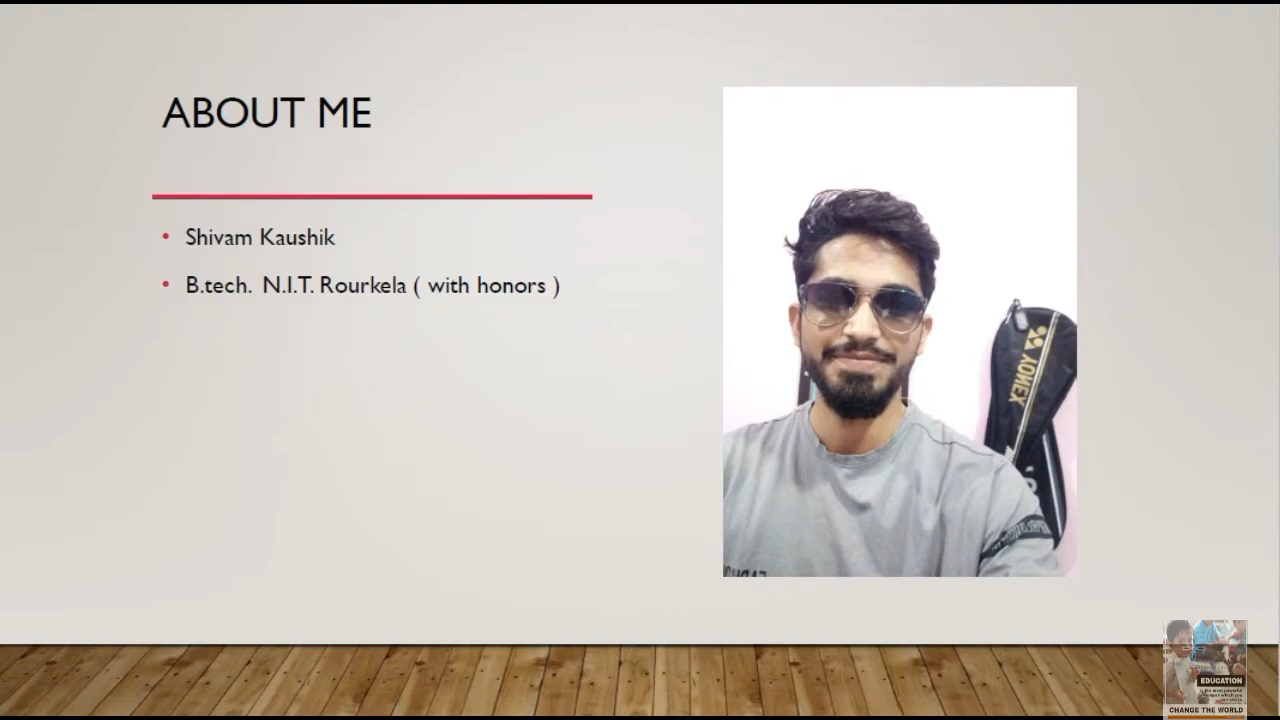 ABOUT ME
• Shivam Kaushik
• B.tech. N.I.T. Rourkela ( with honors )
YONEX
EDUCATION
CHANGE THE WORLD